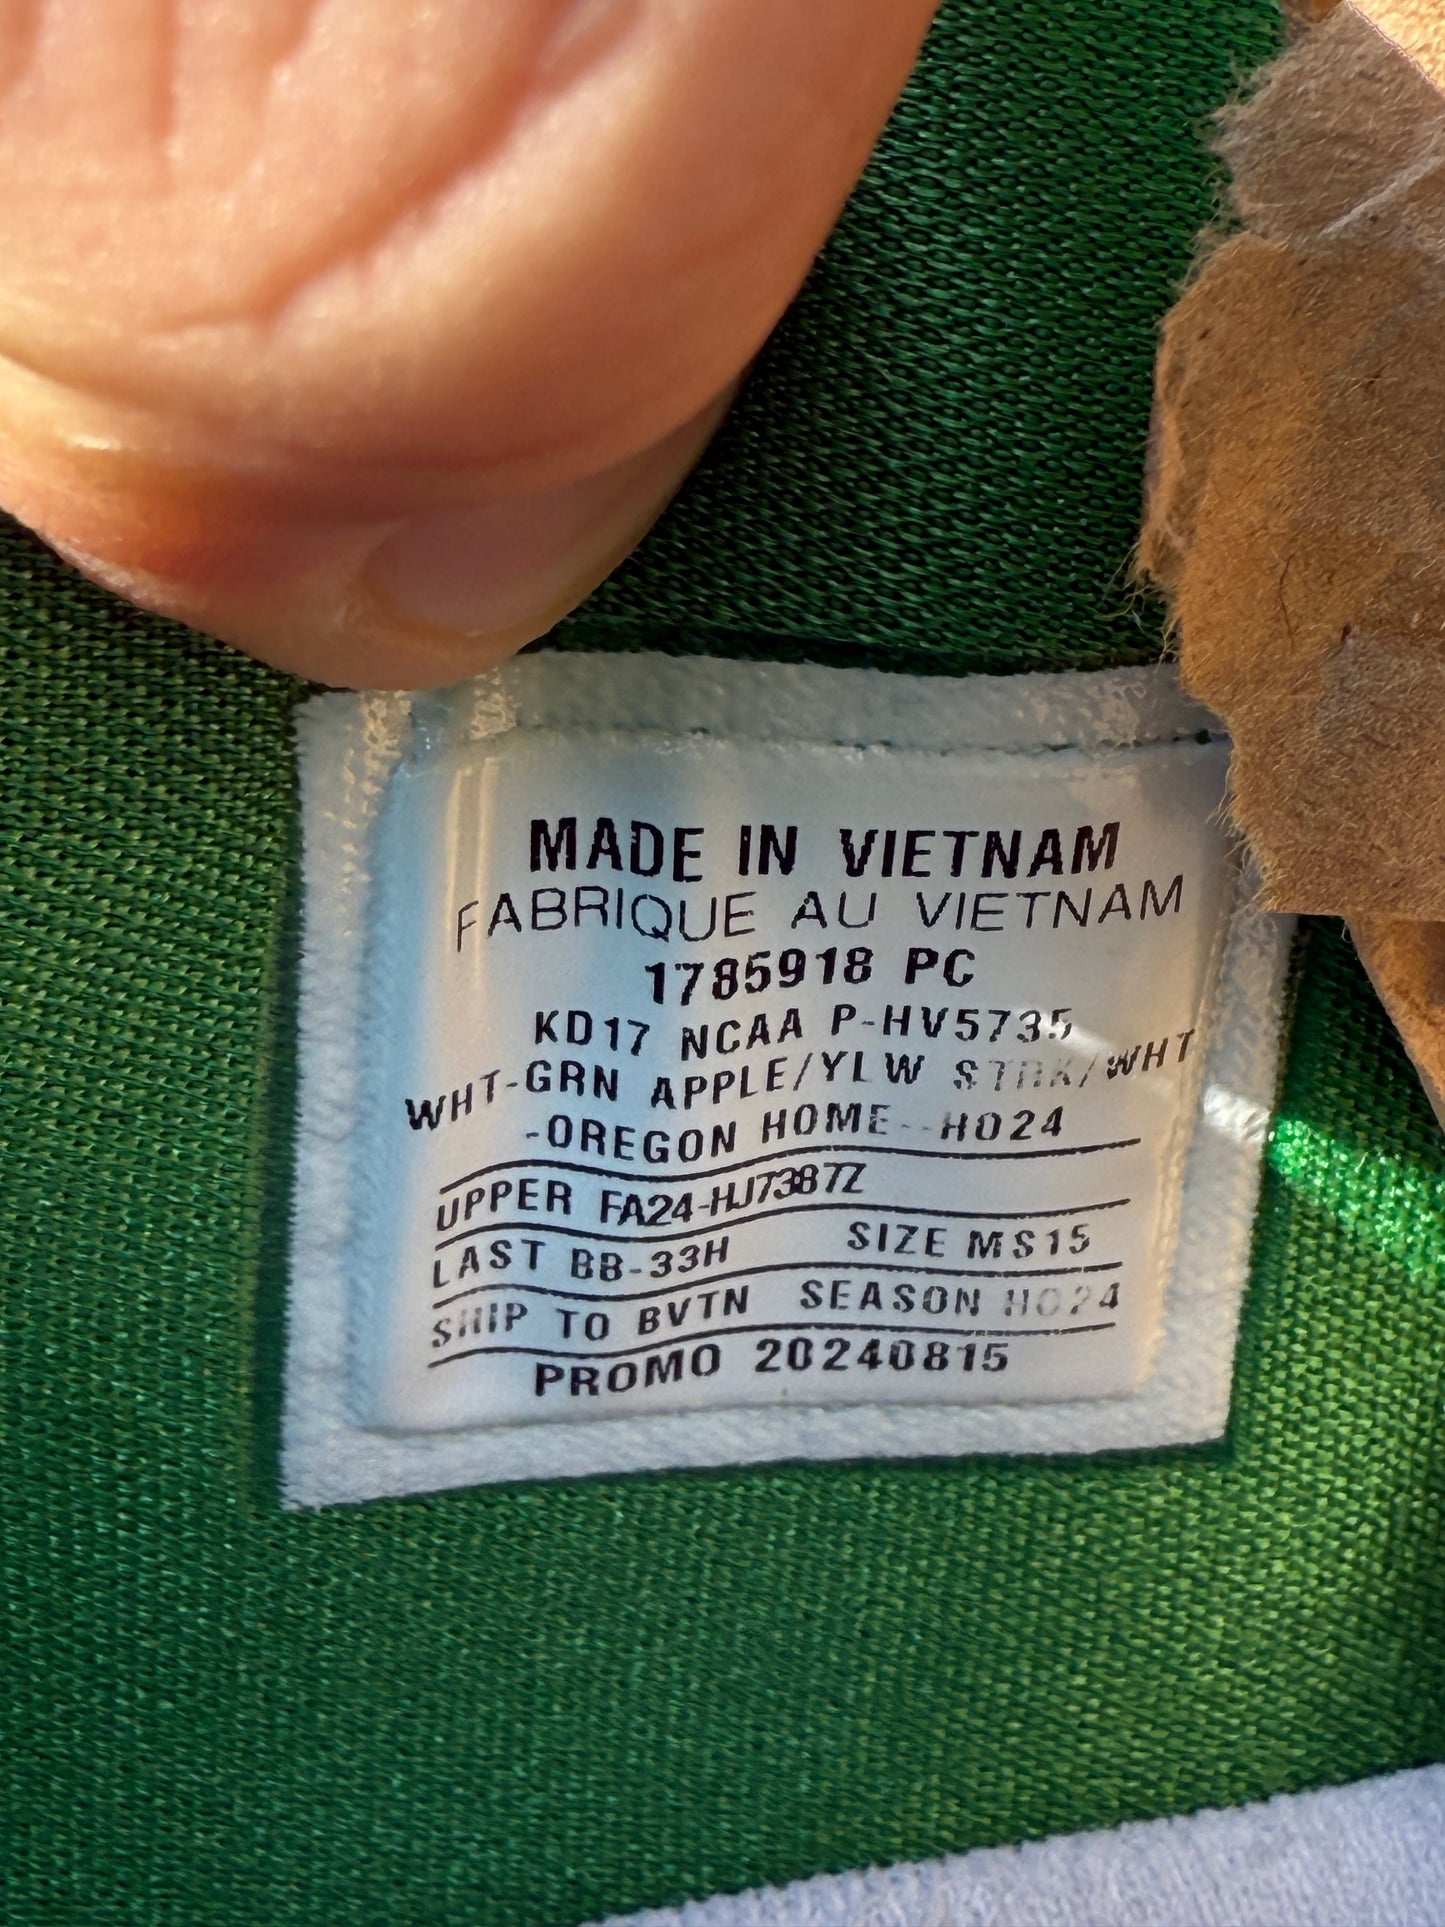 MADE IN VIETNAM
FABRIQUE AU VIETNAM
1785918 PC
KD17 NCAA P-HV5735
WHT-GRN APPLE/YLW STRK/WHT
-OREGON HOME--HO24
UPPER FA24-HJ7387Z
LAST BB-33H SIZE MS15
SHIP TO BVTN SEASON HO24
PROMO 20240815